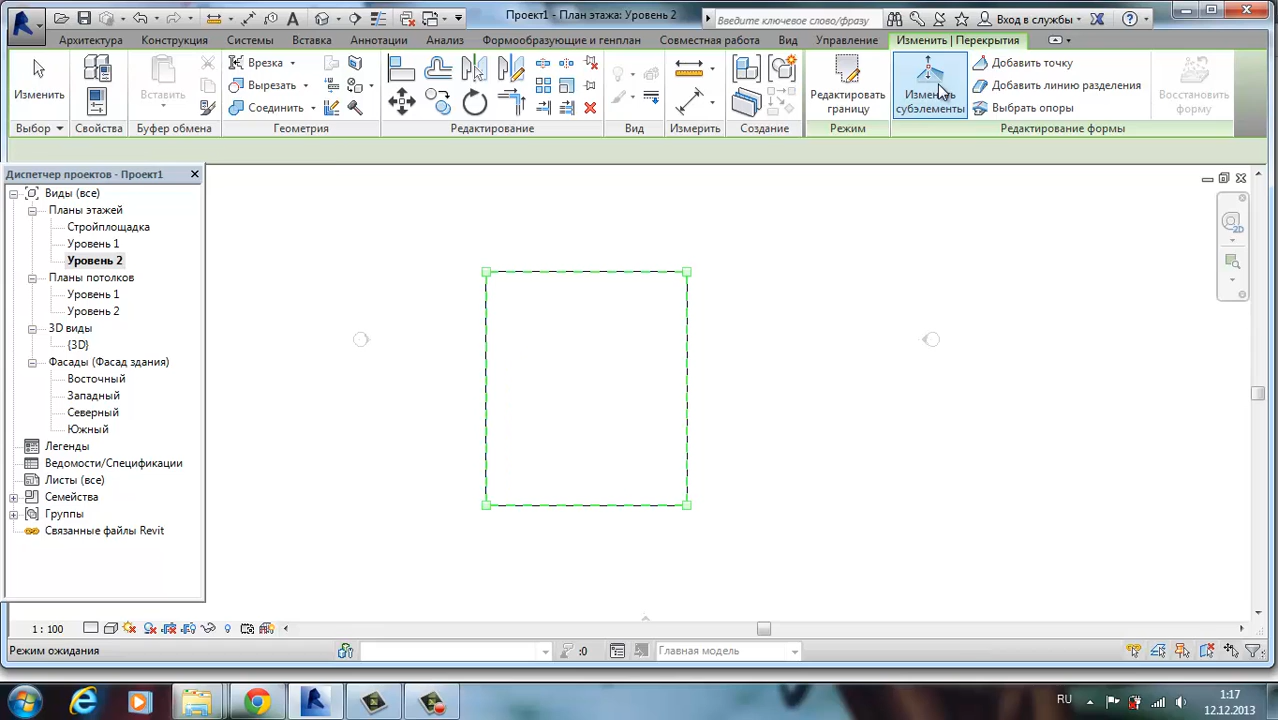 Проект1 - План этажа: Уровень 2
Введите ключевое слово/фразу
Вход в службы
Архитектура
Конструкция
Системы
Вставка
Аннотации
Анализ
Формообразующие и генплан
Совместная работа
Вид
Управление
Изменить | Перекрытия
Изменить
Вставить
Врезка
Вырезать
Соединить
Редактировать
границу
Изменить
субэлементы
Добавить точку
Добавить линию разделения
Выбрать опоры
Восстановить
форму
Выбор
Свойства
Буфер обмена
Геометрия
Редактирование
Вид
Измерить
Создание
Режим
Редактирование формы
Диспетчер проектов - Проект1
Виды (все)
Планы этажей
Стройплощадка
Уровень 1
Уровень 2
Планы потолков
Уровень 1
Уровень 2
3D виды
{3D}
Фасады (Фасад здания)
Восточный
Западный
Северный
Южный
Легенды
Ведомости/Спецификации
Листы (все)
Семейства
Группы
Связанные файлы Revit
2D
1 : 100
Режим ожидания
:0
Главная модель
RU
1:17
12.12.2013